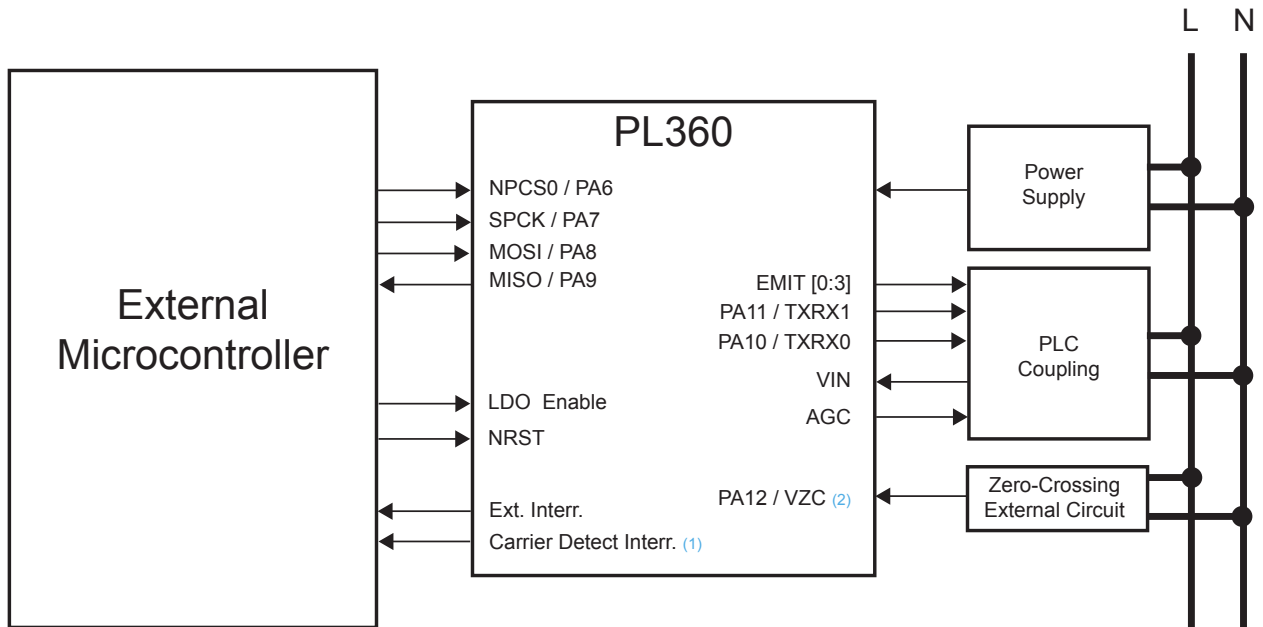 L N
PL360
Power
Supply
NPCS0 / PA6
SPCK / PA7
MOSI / PA8
MISO / PA9
EMIT [0:3]
PA11 / TXRX1
PA10 / TXRX0
VIN
AGC
PLC
Coupling
External
Microcontroller
LDO Enable
NRST
Ext. Interr.
Carrier Detect Interr. (1)
PA12 / VZC (2)
Zero-Crossing
External Circuit